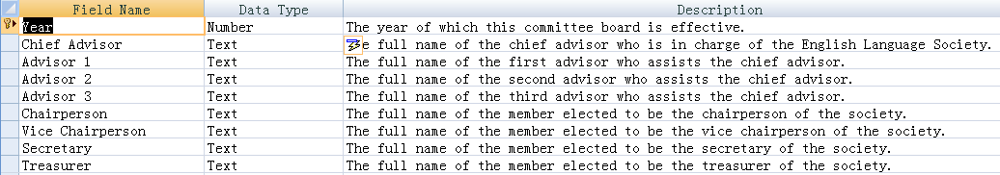 Field Name Data Type Description
Year Number The year of which this committee board is effective.
Chief Advisor Text e full name of the chief advisor who is in charge of the English Language Society.
Advisor 1 Text The full name of the first advisor who assists the chief advisor.
Advisor 2 Text The full name of the second advisor who assists the chief advisor.
Advisor 3 Text The full name of the third advisor who assists the chief advisor.
Chairperson Text The full name of the member elected to be the chairperson of the society.
Vice Chairperson Text The full name of the member elected to be the vice chairperson of the society.
Secretary Text The full name of the member elected to be the secretary of the society.
Treasurer Text The full name of the member elected to be the treasurer of the society.